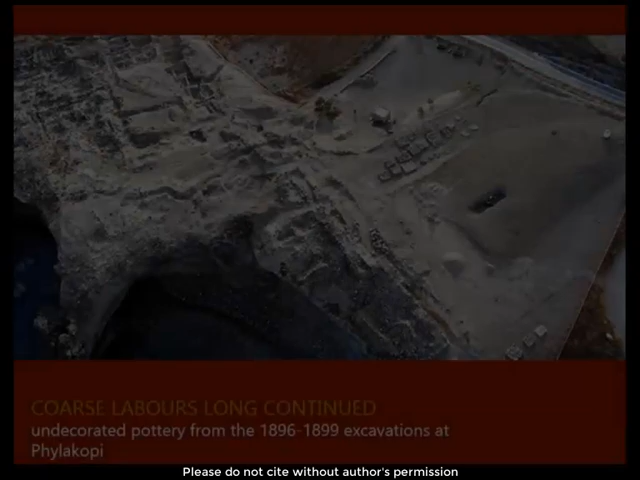 COARSE LABOURS LONG CONTINUED
undecorated pottery from the 1896-1899 excavations at
Phylakopi
Please do not cite without author's permission